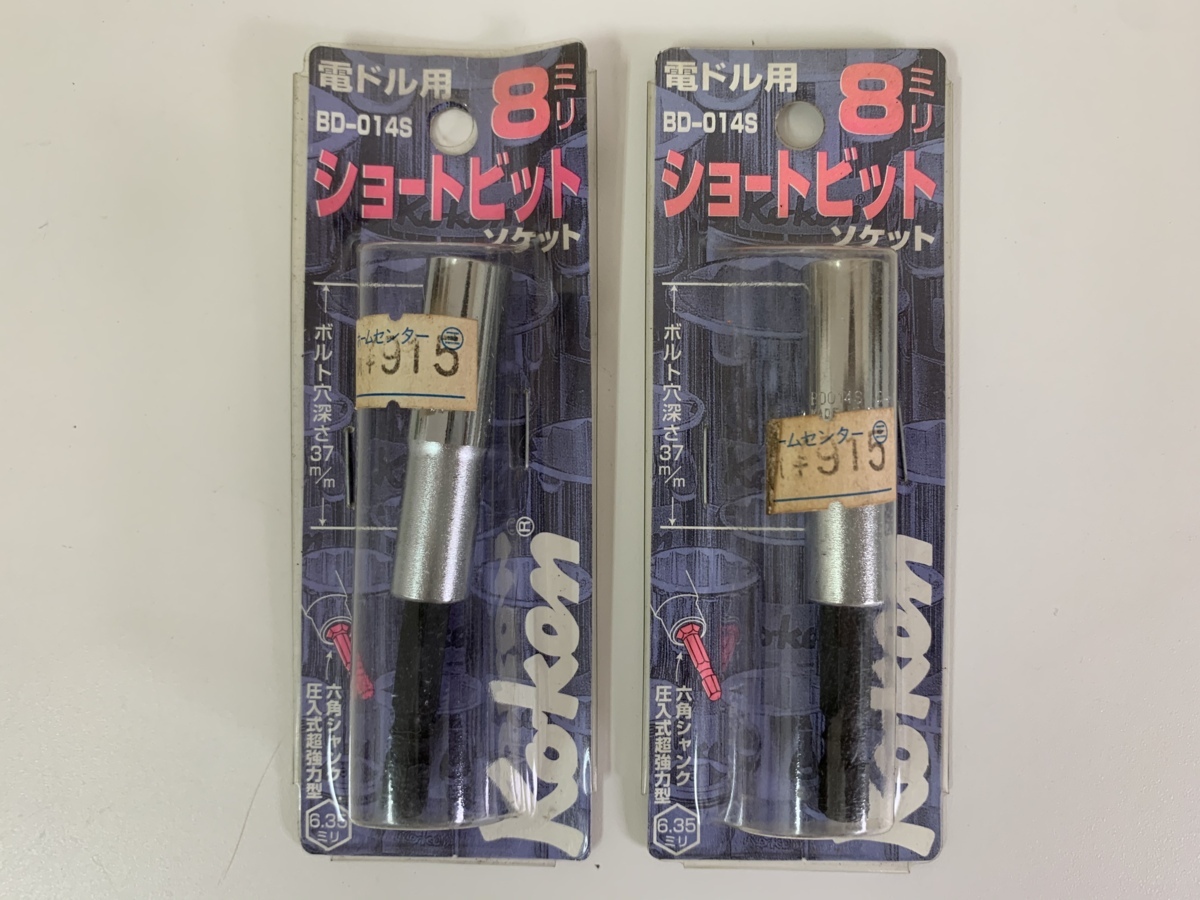 電ドル用
8ミリ
BD-014S
ショートビット
ソケット
ームセンター ㊂
915
ボルト穴深さ37m/m
Koken®
六角シャンク
圧入式超強力型
6.35
ミリ
電ドル用
8ミリ
BD-014S
ショートビット
ソケット
ームセンター ㊂
915
ボルト穴深さ37m/m
Koken
六角シャンク
圧入式超強力型
6.35
ミリ